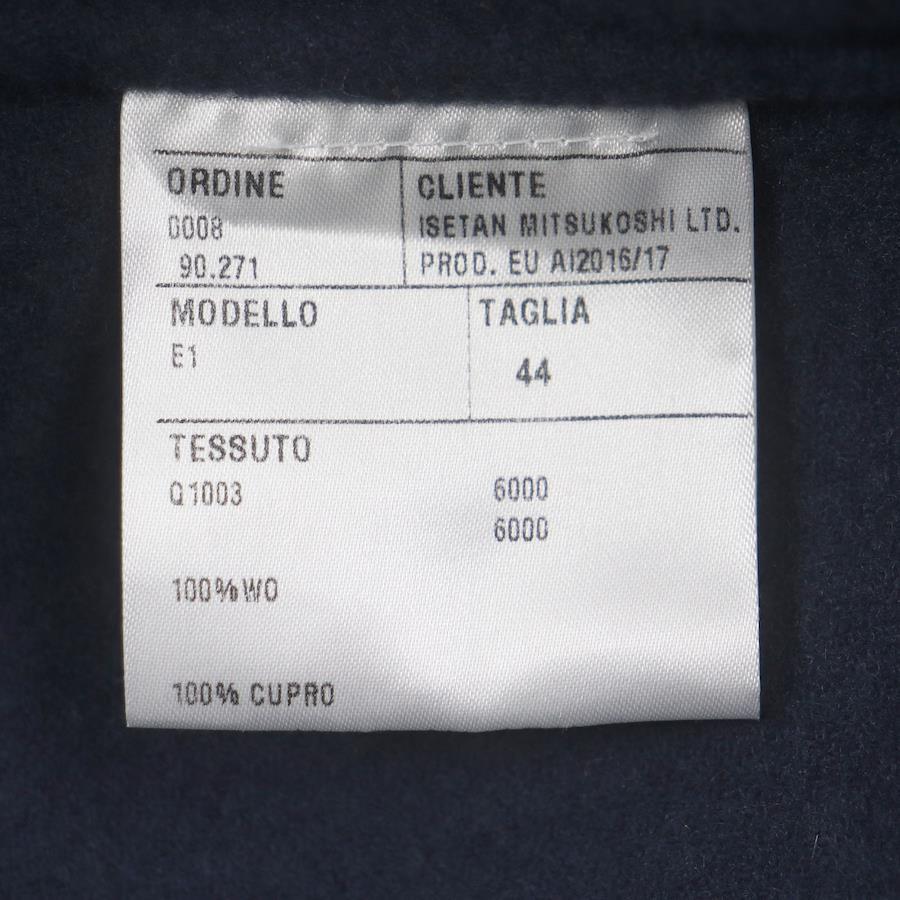 ORDINE
0008
90.271
CLIENTE
ISETAN MITSUKOSHI LTD.
PROD. EU AI2016/17
MODELLO
E1
TAGLIA
44
TESSUTO
Q1003
6000
6000
100%WO
100% CUPRO